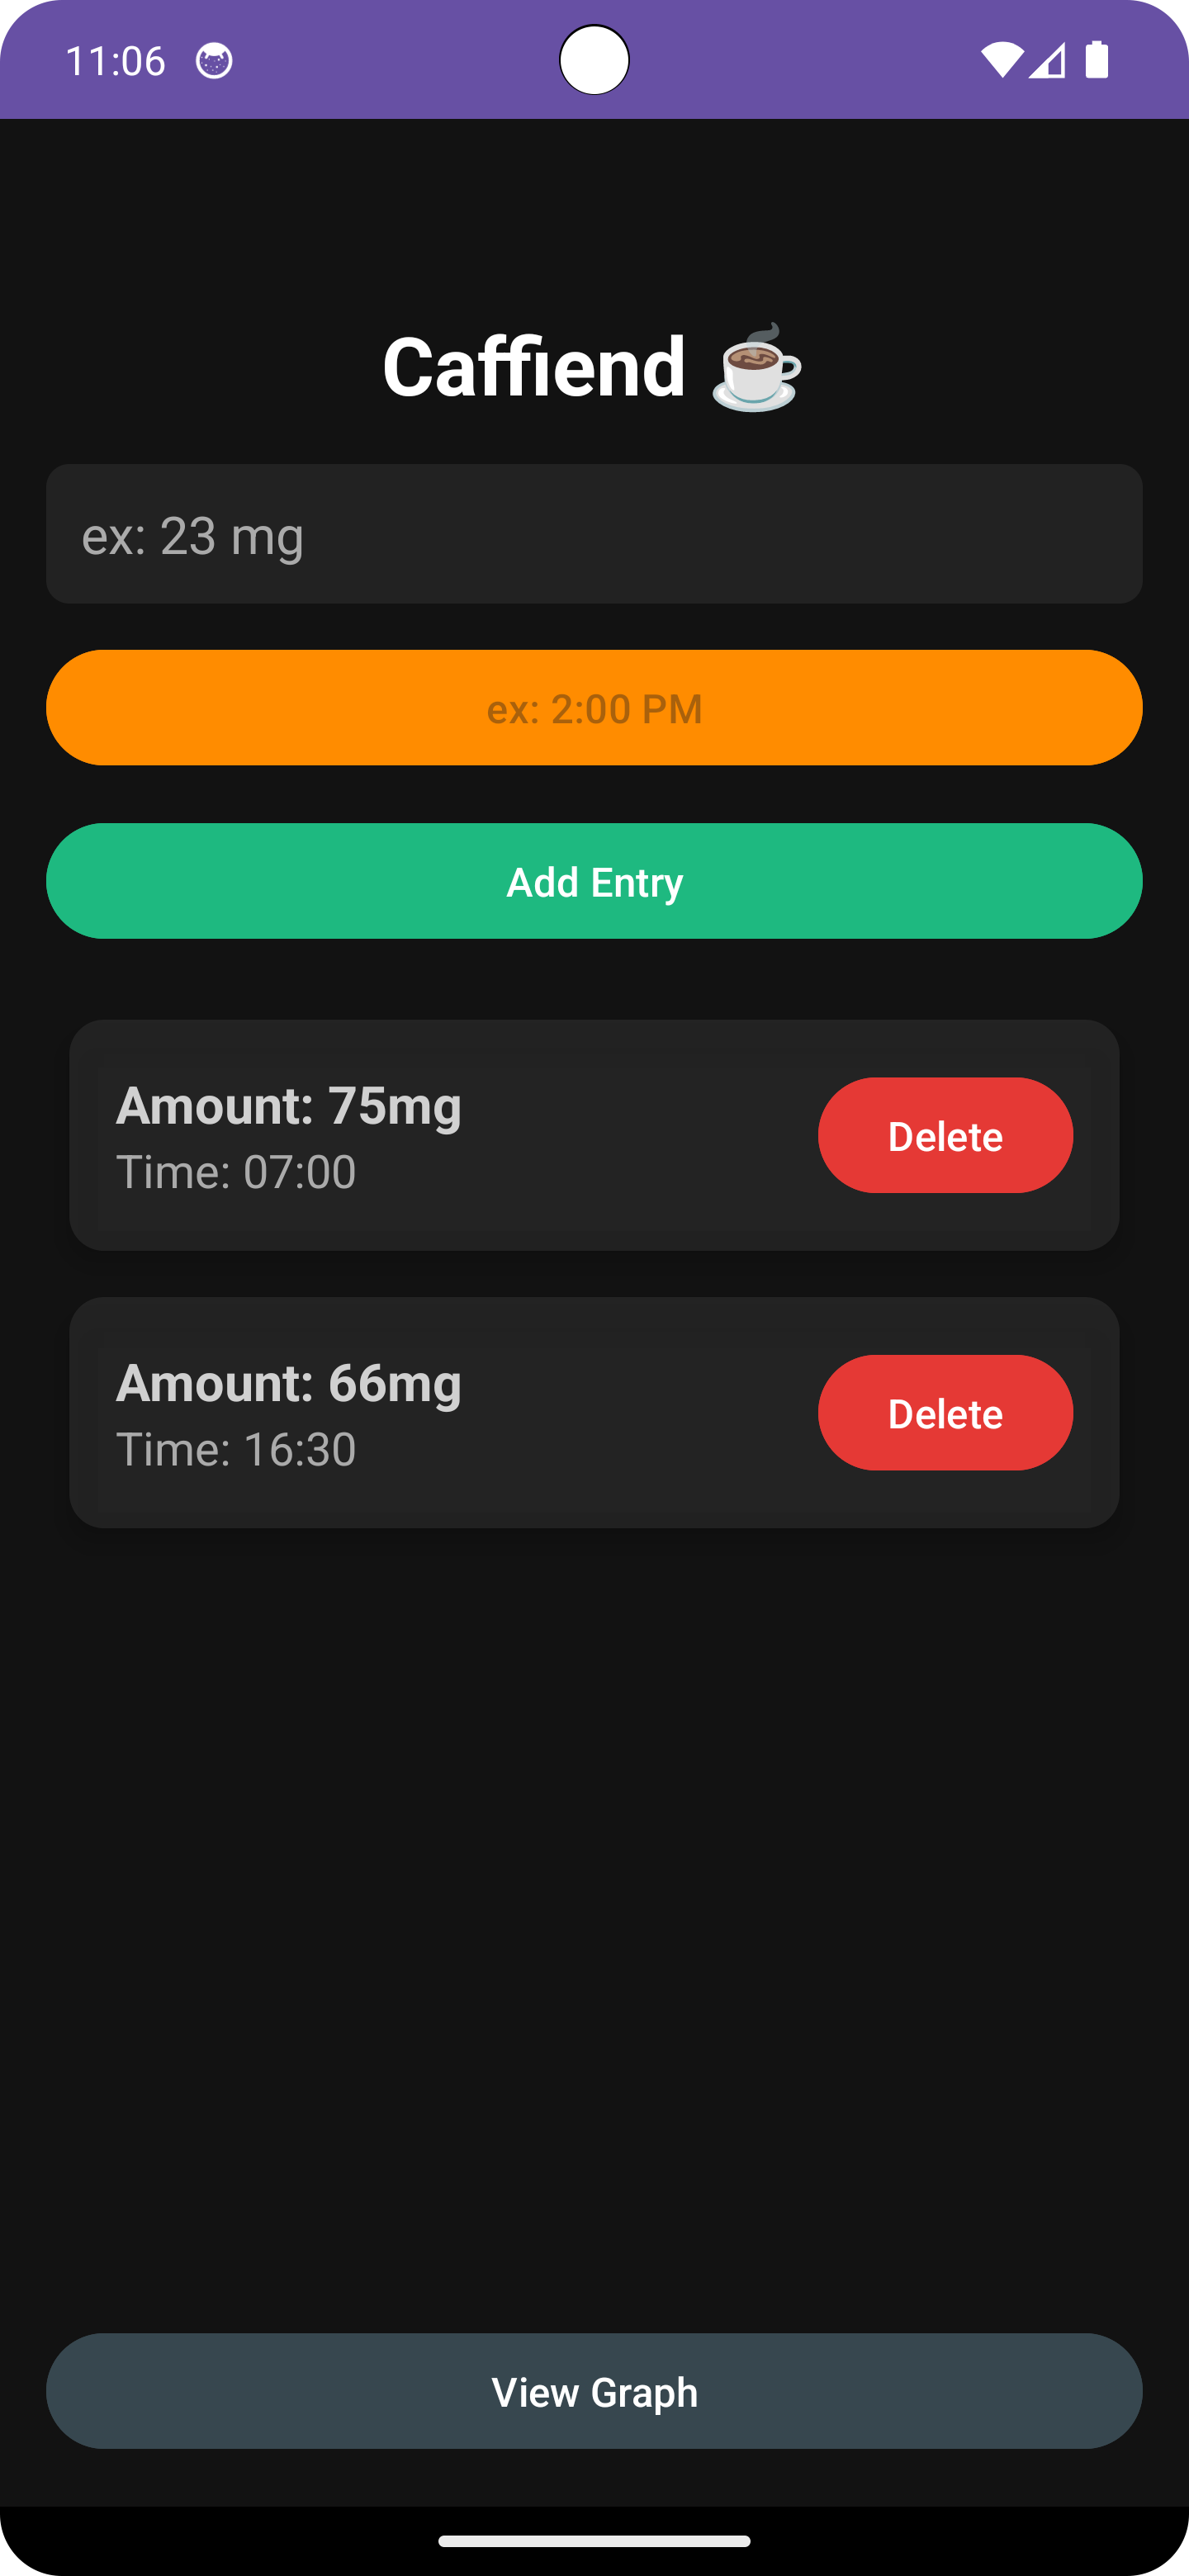 11:06
Caffiend ☕
ex: 23 mg
ex: 2:00 PM
Add Entry
Amount: 75mg
Time: 07:00
Delete
Amount: 66mg
Time: 16:30
Delete
View Graph